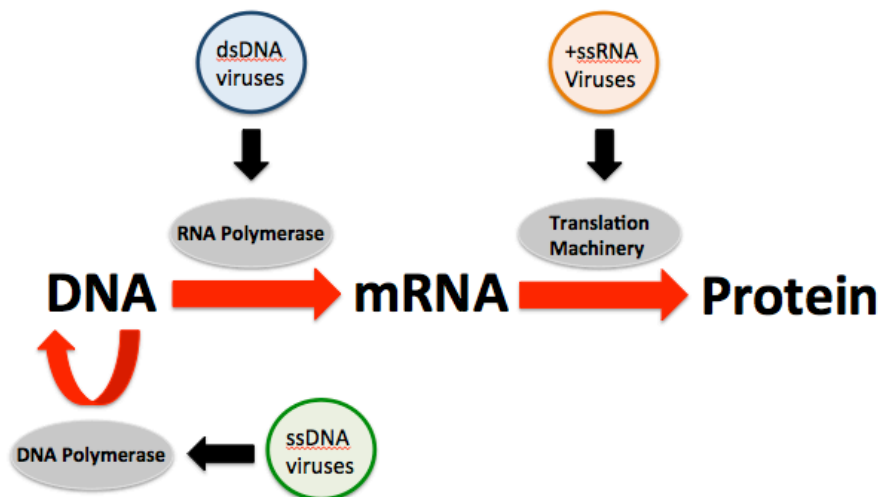 dsDNA
viruses
+ssRNA
Viruses
RNA Polymerase
Translation
Machinery
DNA
mRNA
Protein
DNA Polymerase
ssDNA
viruses